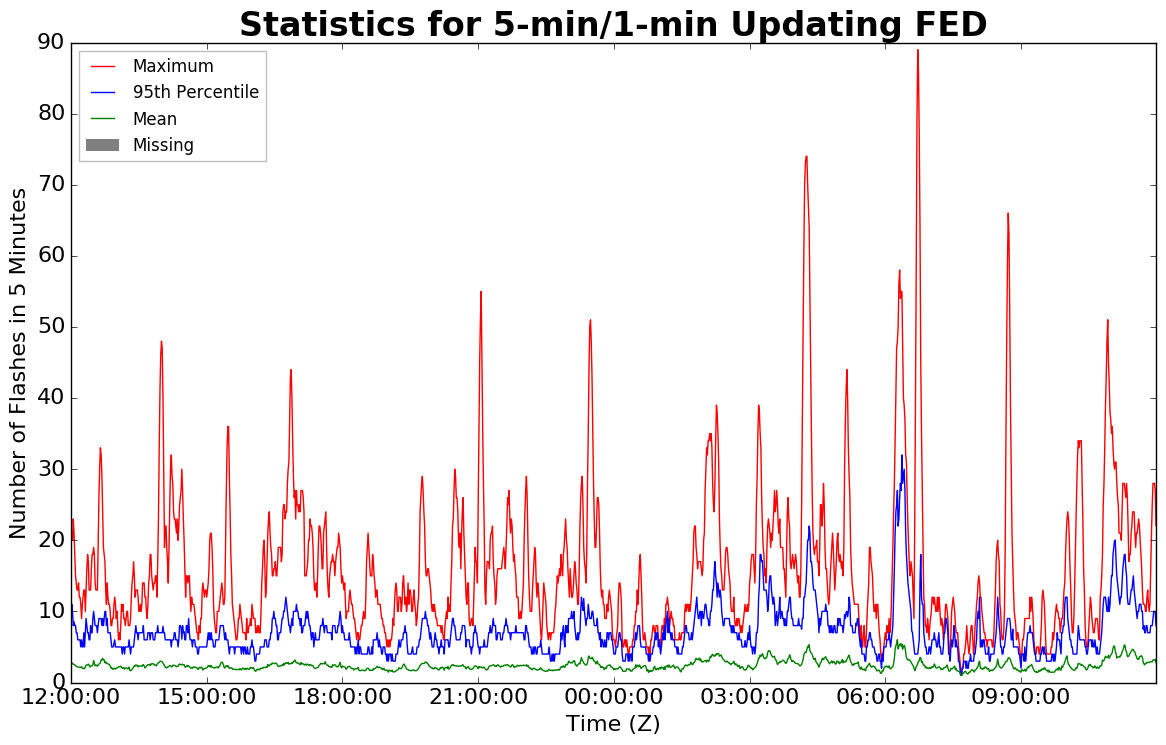 Statistics for 5-min/1-min Updating FED
Number of Flashes in 5 Minutes
90
80
70
60
50
40
30
20
10
0
Maximum
95th Percentile
Mean
Missing
12:00:00 15:00:00 18:00:00 21:00:00 00:00:00 03:00:00 06:00:00 09:00:00
Time (Z)